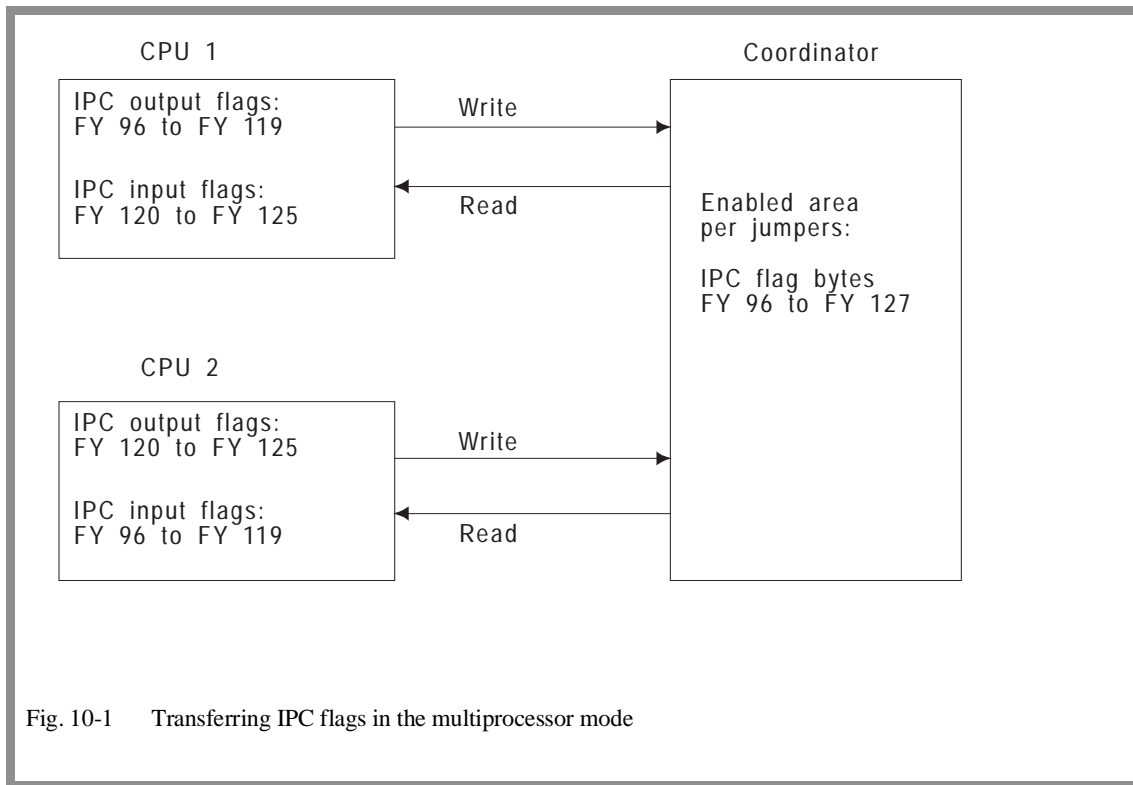 CPU 1
Coordinator
IPC output flags:
FY 96 to FY 119
Write
IPC input flags:
FY 120 to FY 125
Read
Enabled area
per jumpers:
IPC flag bytes
FY 96 to FY 127
CPU 2
IPC output flags:
FY 120 to FY 125
Write
IPC input flags:
FY 96 to FY 119
Read
Fig. 10-1 Transferring IPC flags in the multiprocessor mode